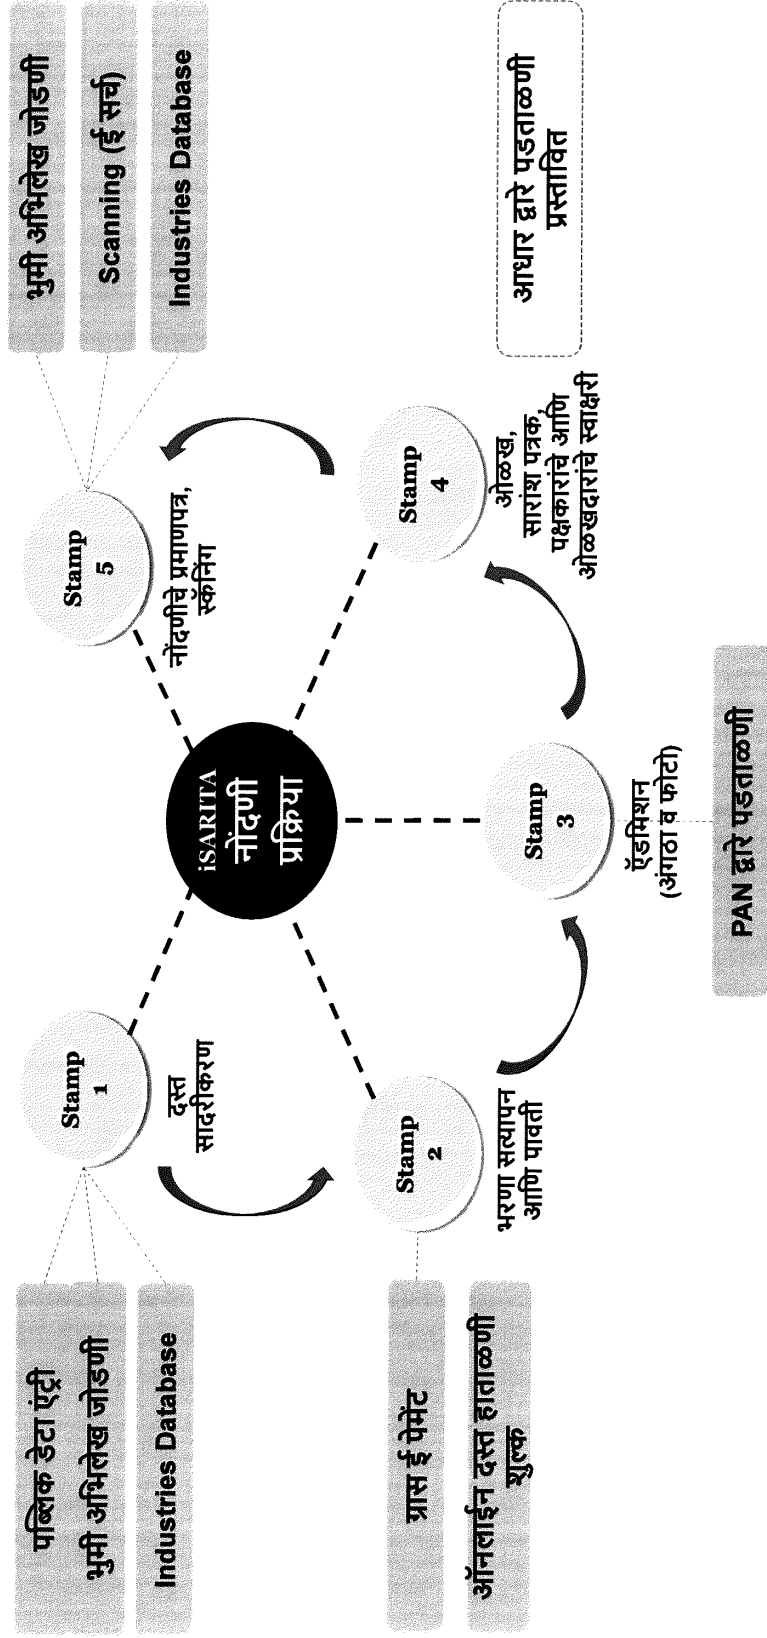 पब्लिक डेटा एंट्री
भुमी अभिलेख जोडणी
Industries Database
Stamp
1
दस्त
सादरीकरण
ग्रास ई पेमेंट
ऑनलाईन दस्त हाताळणी
शुल्क
Stamp
2
भरणा सत्यापन
आणि पावती
iSARITA
नोंदणी
प्रक्रिया
Stamp
3
ऍडमिशन
(अंगठा व फोटो)
PAN द्वारे पडताळणी
Stamp
4
ओळख,
सारांश पत्रक,
पक्षकारांचे आणि
ओळखदारांचे स्वाक्षरी
आधार द्वारे पडताळणी
प्रस्तावित
Stamp
5
नोंदणीचे प्रमाणपत्र,
स्कॅनिंग
भुमी अभिलेख जोडणी
Scanning (ई सर्च)
Industries Database